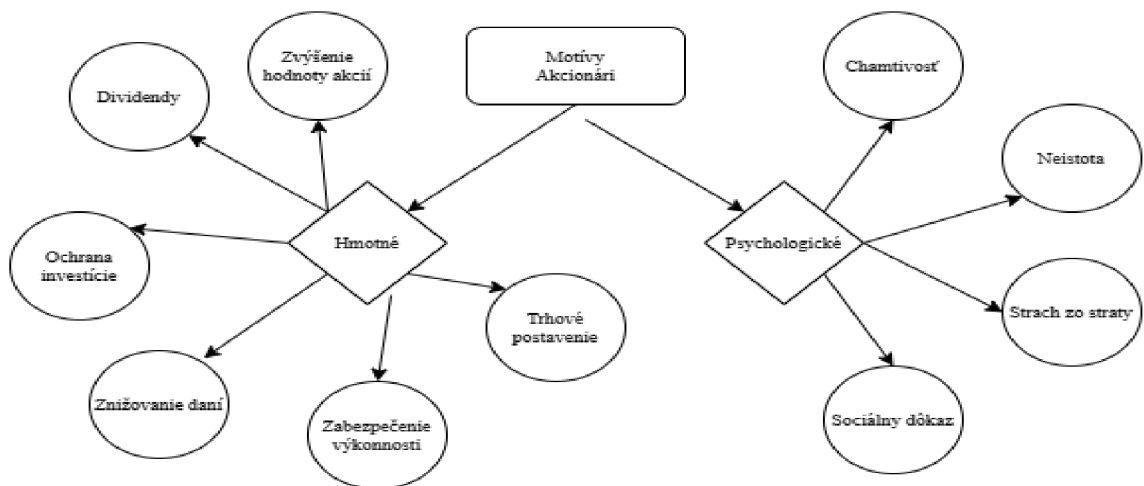 Motívy
Akcionári
Zvýšenie
hodnoty akcií
Dividendy
Ochrana
investície
Hmotné
Znižovanie daní
Zabezpečenie
výkonnosti
Trhové
postavenie
Psychologické
Chamtivosť
Neistota
Strach zo straty
Sociálny dôkaz